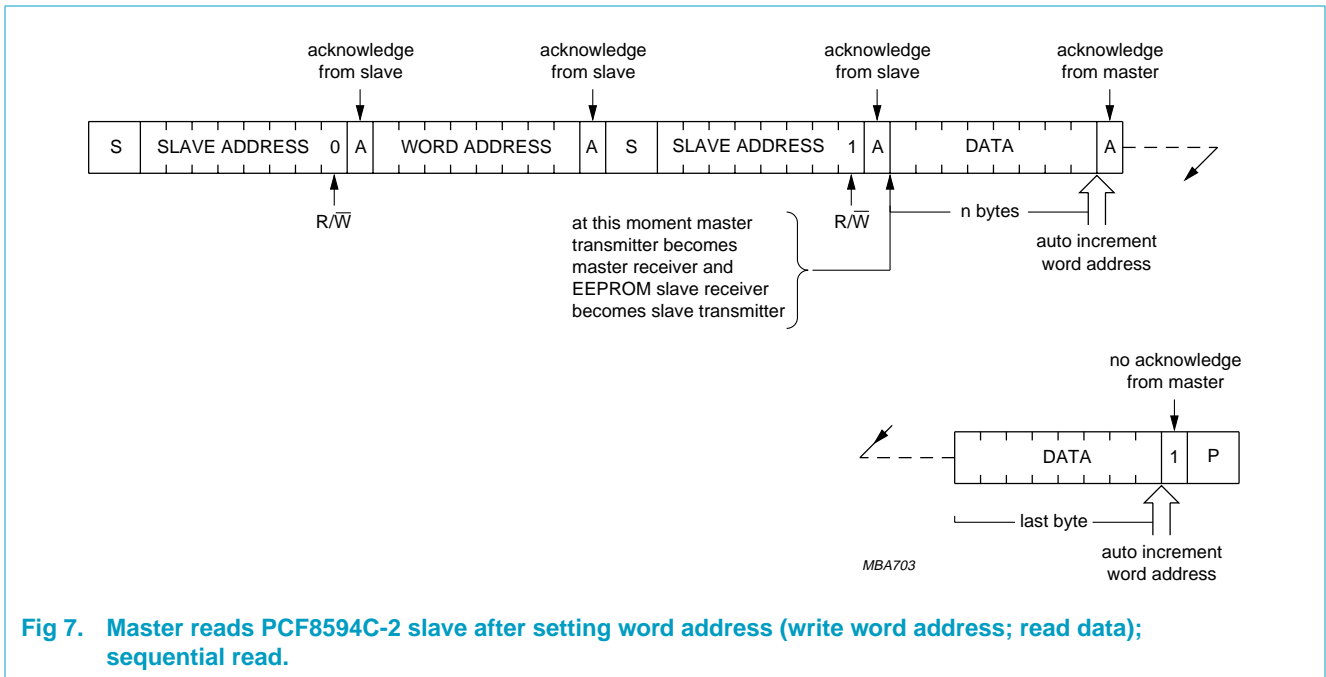 acknowledge
from slave
acknowledge
from slave
acknowledge
from slave
acknowledge
from master
S SLAVE ADDRESS 0 A WORD ADDRESS A S SLAVE ADDRESS 1 A DATA A
R/W̅
R/W̅
n bytes
at this moment master
transmitter becomes
master receiver and
EEPROM slave receiver
becomes slave transmitter
auto increment
word address
no acknowledge
from master
DATA 1 P
last byte
auto increment
word address
MBA703
Fig 7. Master reads PCF8594C-2 slave after setting word address (write word address; read data);
sequential read.